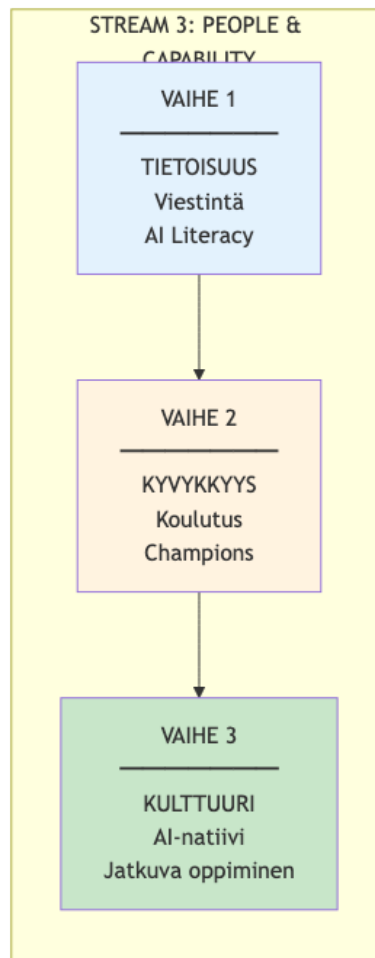 STREAM 3: PEOPLE &
CAPABILITY
VAIHE 1
TIETOISUUS
Viestintä
AI Literacy
VAIHE 2
KYVYKKYYS
Koulutus
Champions
VAIHE 3
KULTTUURI
AI-natiivi
Jatkuva oppiminen